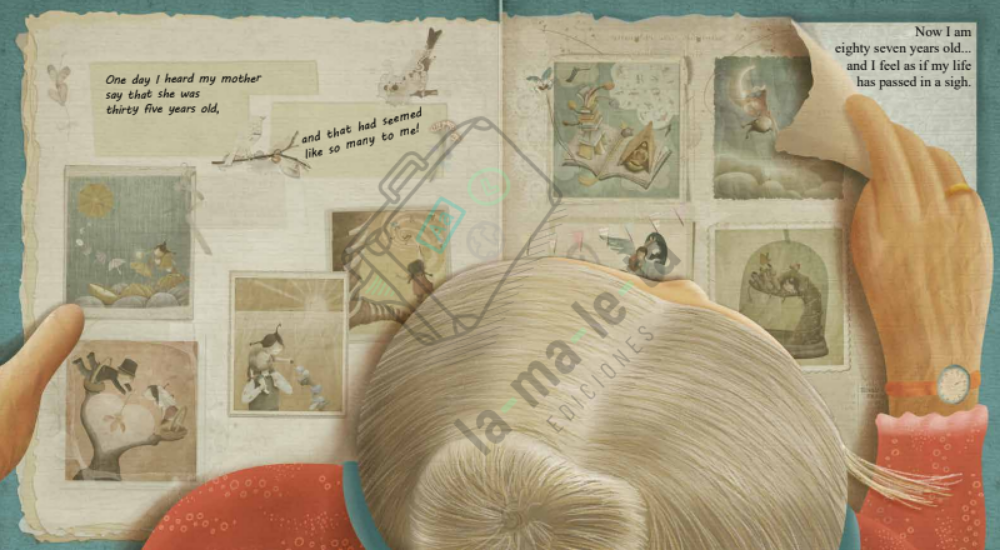 One day I heard my mother
say that she was
thirty five years old,
and that had seemed
like so many to me!
Now I am
eighty seven years old...
and I feel as if my life
has passed in a sigh.
la-ma-le-ta
EDICIONES